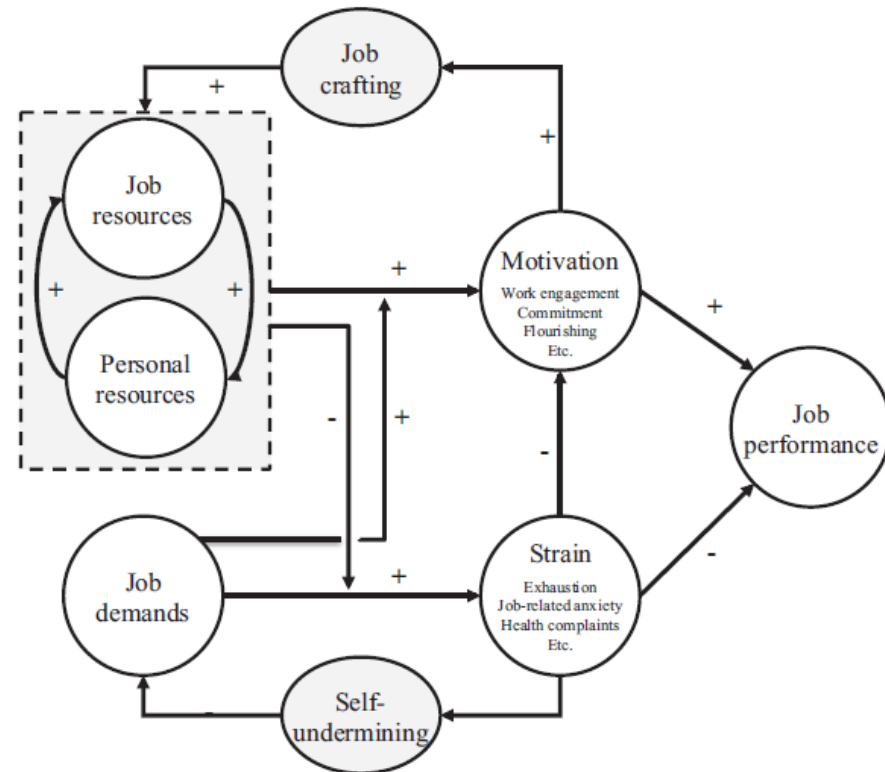 Job
crafting
+
+
Job
resources
+
+
Personal
resources
+
Motivation
Work engagement
Commitment
Flourishing
Etc.
+
-
+
-
Job
performance
Job
demands
+
Strain
Exhaustion
Job-related anxiety
Health complaints
Etc.
-
-
Self-
undermining